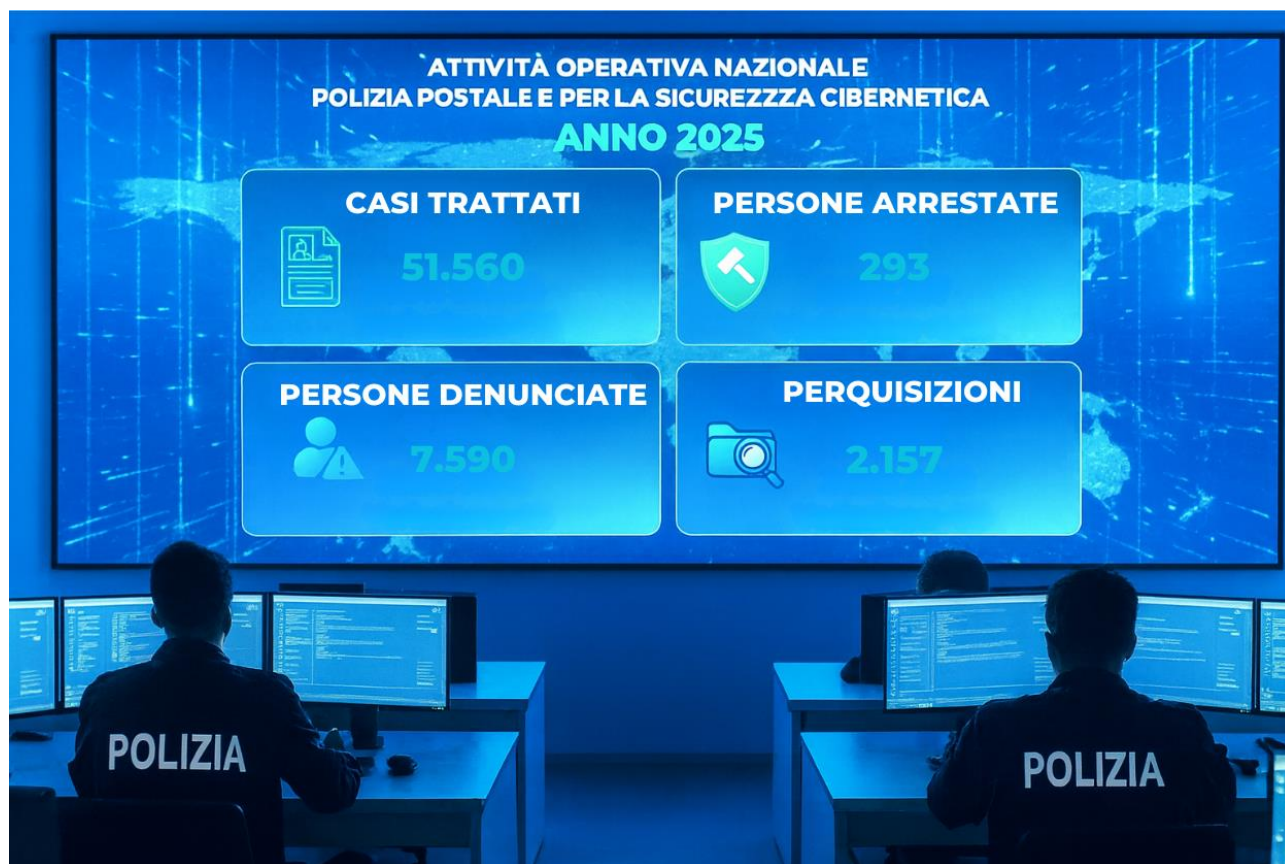 ATTIVITÀ OPERATIVA NAZIONALE
POLIZIA POSTALE E PER LA SICUREZZZA CIBERNETICA
ANNO 2025
CASI TRATTATI
51.560
PERSONE ARRESTATE
293
PERSONE DENUNCIATE
7.590
PERQUISIZIONI
2.157
POLIZIA
POLIZIA